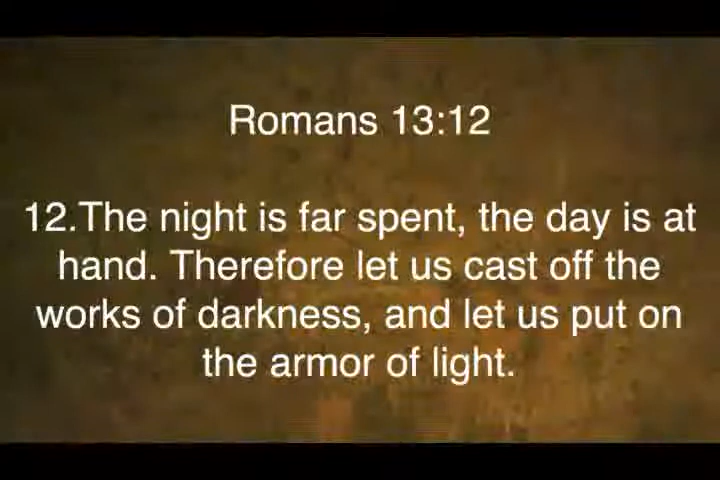 Romans 13:12
12.The night is far spent, the day is at
hand. Therefore let us cast off the
works of darkness, and let us put on
the armor of light.